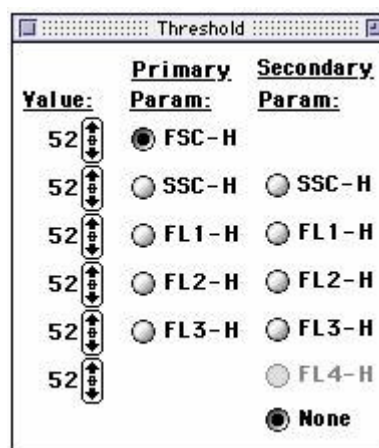 Threshold
Primary Secondary
Value: Param: Param:
52 FSC-H
52 SSC-H SSC-H
52 FL1-H FL1-H
52 FL2-H FL2-H
52 FL3-H FL3-H
52 FL4-H
None